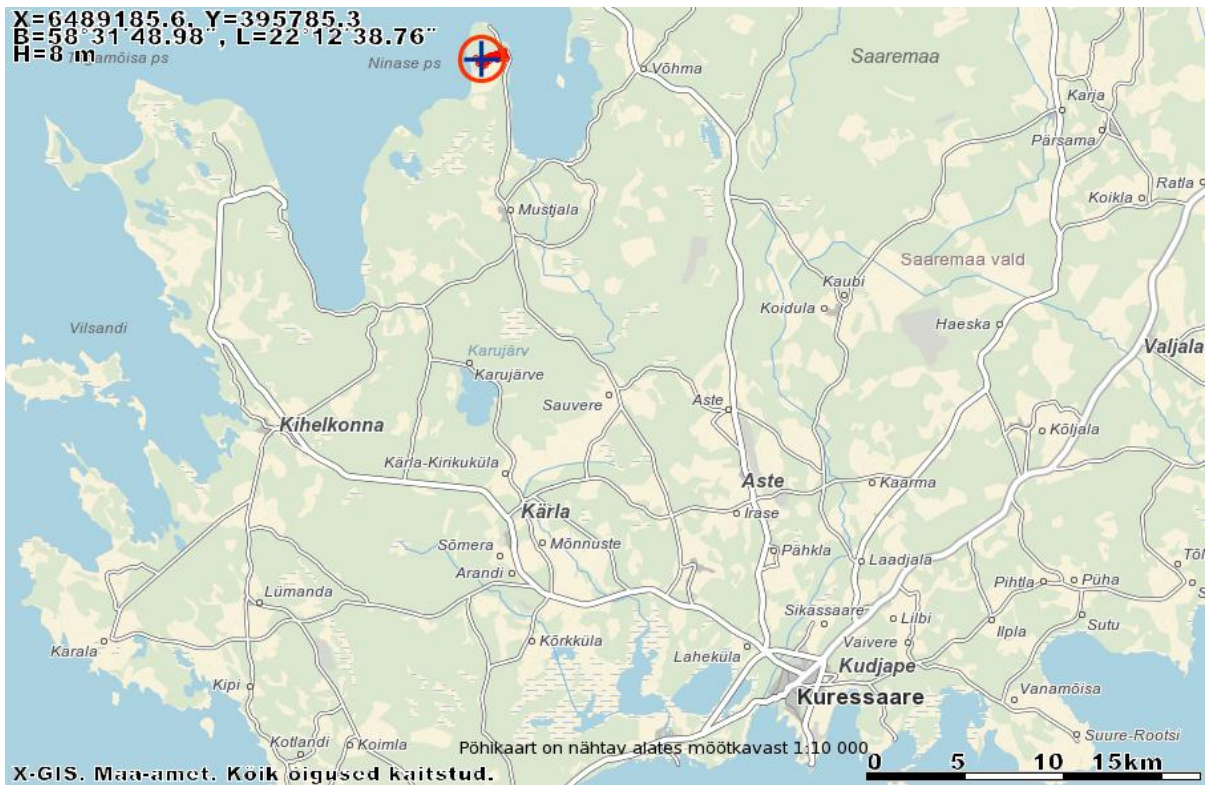 X=6489185.6, Y=395785.3
B=58°31'48.98", L=22°12'38.76"
H=8 m
Tagamõisa ps
Ninase ps
Võhma
Saaremaa
Karja
Pärsama
Ratla
Koikla
Mustjala
Saaremaa vald
Kaubi
Koidula
Haeska
Vilsandi
Valjala
Karujärv
Karujärve
Sauvere
Aste
Kihelkonna
Kõljala
Kärla-Kirikuküla
Aste
Kaarma
Kärla
Irase
Mõnnuste
Sõmera
Pähkla
Laadjala
Arandi
Pihtla
Püha
Töl
S
Lümanda
Sikassaare
Lilbi
Ilpla
Sutu
Karala
Kõrkküla
Laheküla
Vaivere
Kudjape
Kipi
Kuressaare
Vanamõisa
Kotlandi
Koimla
Suure-Rootsi
Põhikaart on nähtav alates mõõtkavast 1:10 000
0 5 10 15km
X-GIS. Maa-amet. Kõik õigused kaitstud.